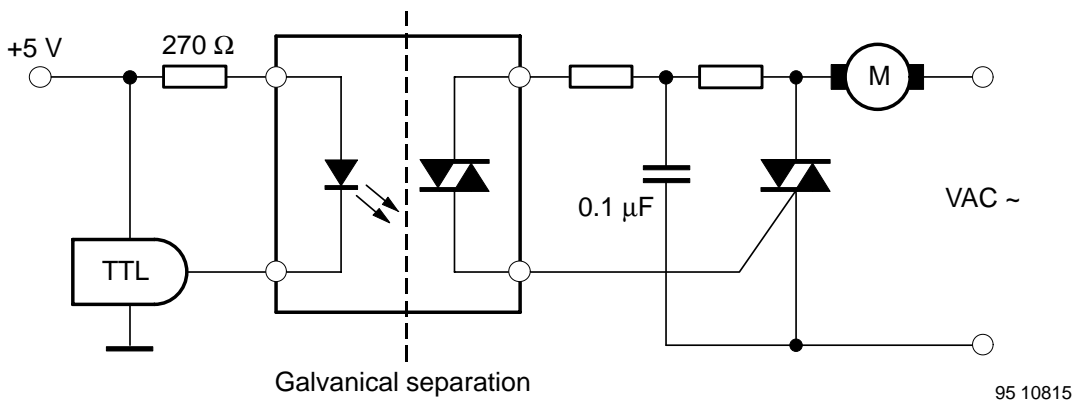 +5 V
270 Ω
M
0.1 µF
VAC ~
TTL
Galvanical separation
95 10815